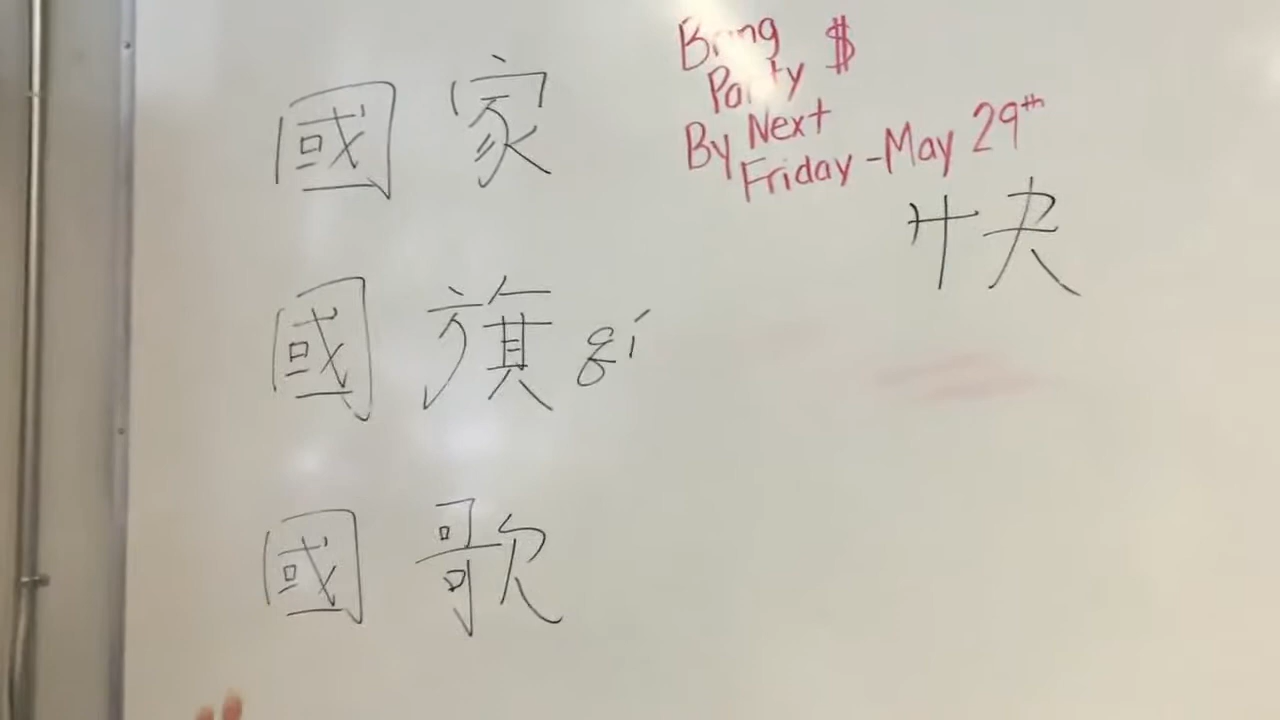 國家
國旗 qí
國歌
Bring $
Party
By Next
Friday - May 29th
快